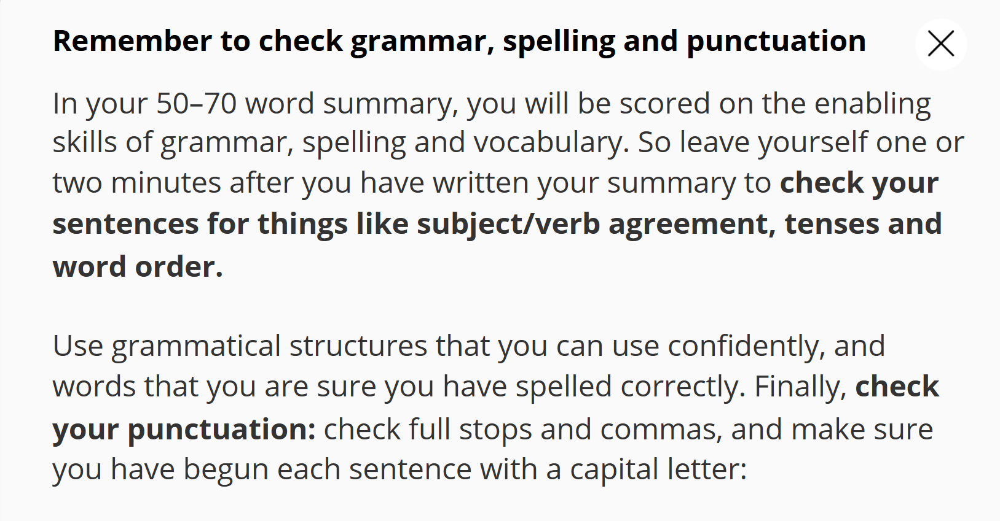 Remember to check grammar, spelling and punctuation
In your 50–70 word summary, you will be scored on the enabling
skills of grammar, spelling and vocabulary. So leave yourself one or
two minutes after you have written your summary to check your
sentences for things like subject/verb agreement, tenses and
word order.
Use grammatical structures that you can use confidently, and
words that you are sure you have spelled correctly. Finally, check
your punctuation: check full stops and commas, and make sure
you have begun each sentence with a capital letter: